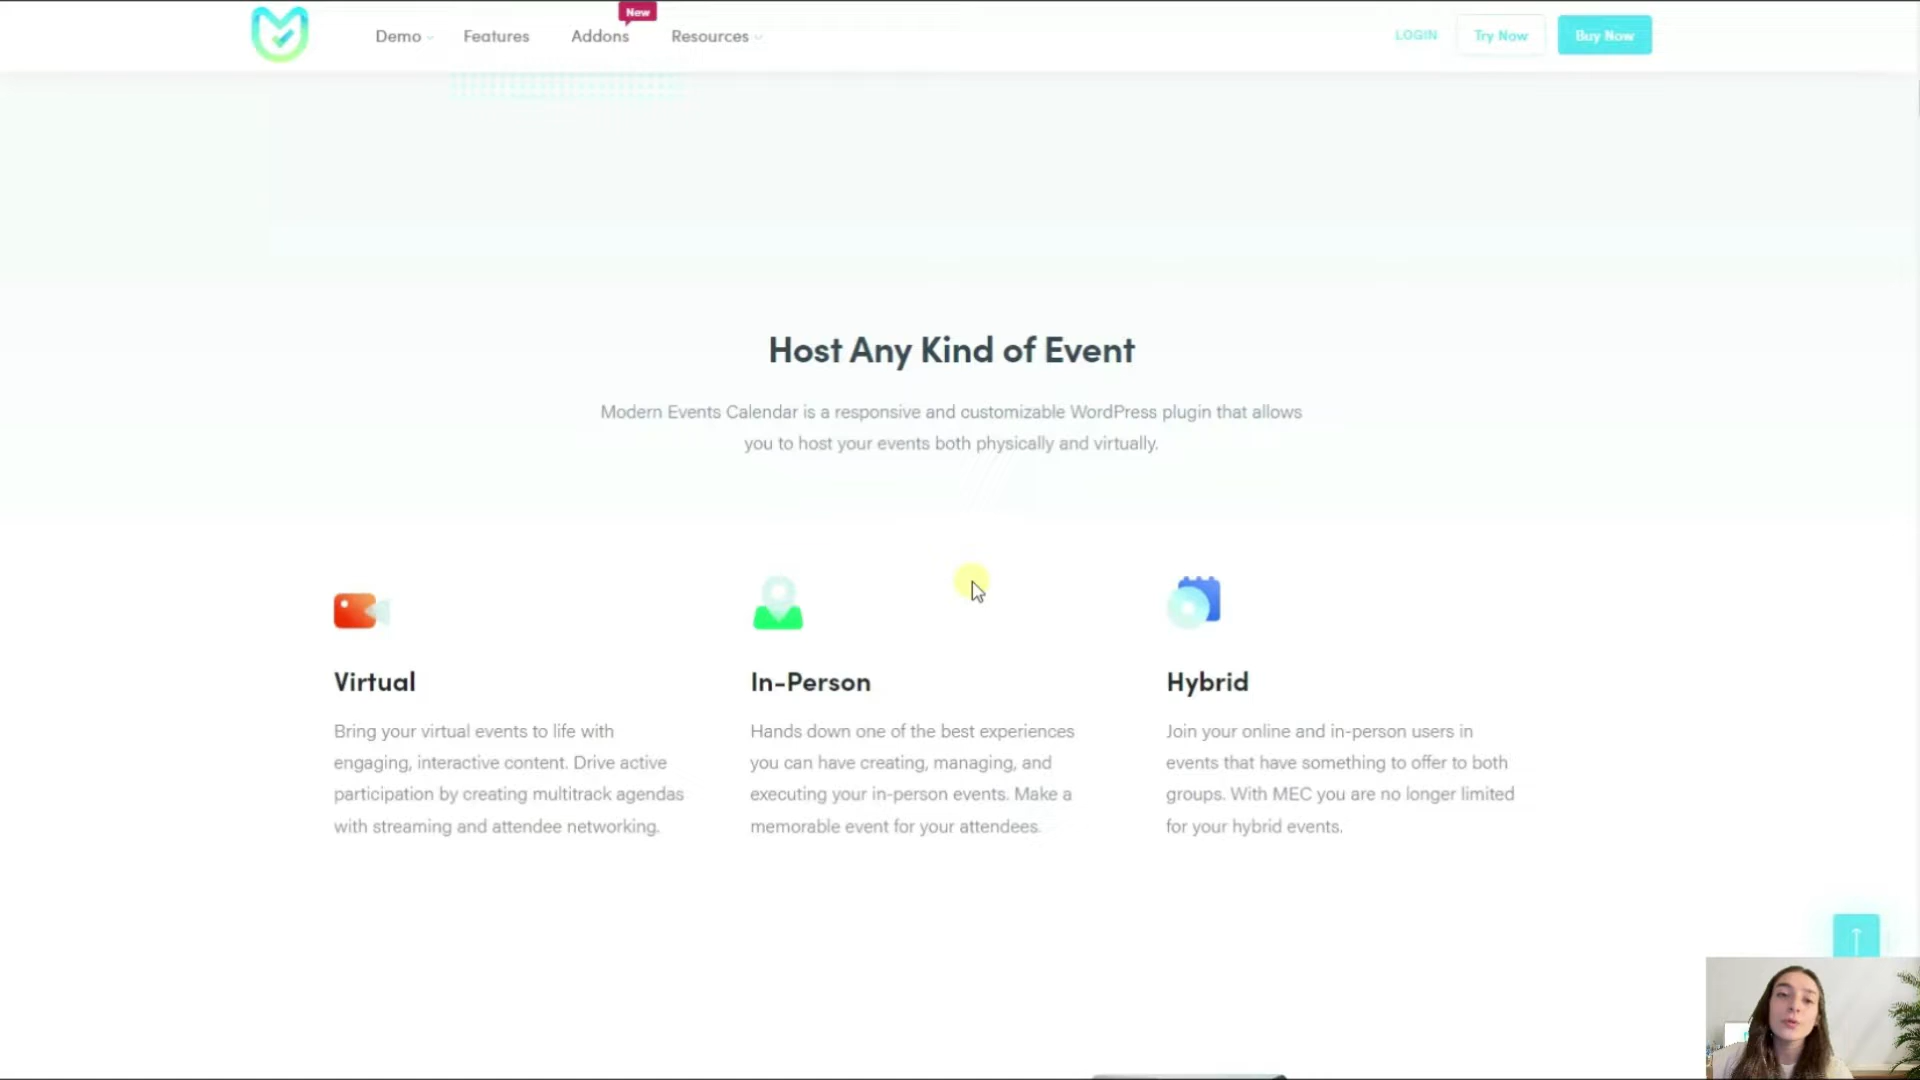 New
Demo Features Addons Resources LOGIN Try Now Buy Now
Host Any Kind of Event
Modern Events Calendar is a responsive and customizable WordPress plugin that allows
you to host your events both physically and virtually.
Virtual
Bring your virtual events to life with
engaging, interactive content. Drive active
participation by creating multitrack agendas
with streaming and attendee networking.
In-Person
Hands down one of the best experiences
you can have creating, managing, and
executing your in-person events. Make a
memorable event for your attendees.
Hybrid
Join your online and in-person users in
events that have something to offer to both
groups. With MEC you are no longer limited
for your hybrid events.